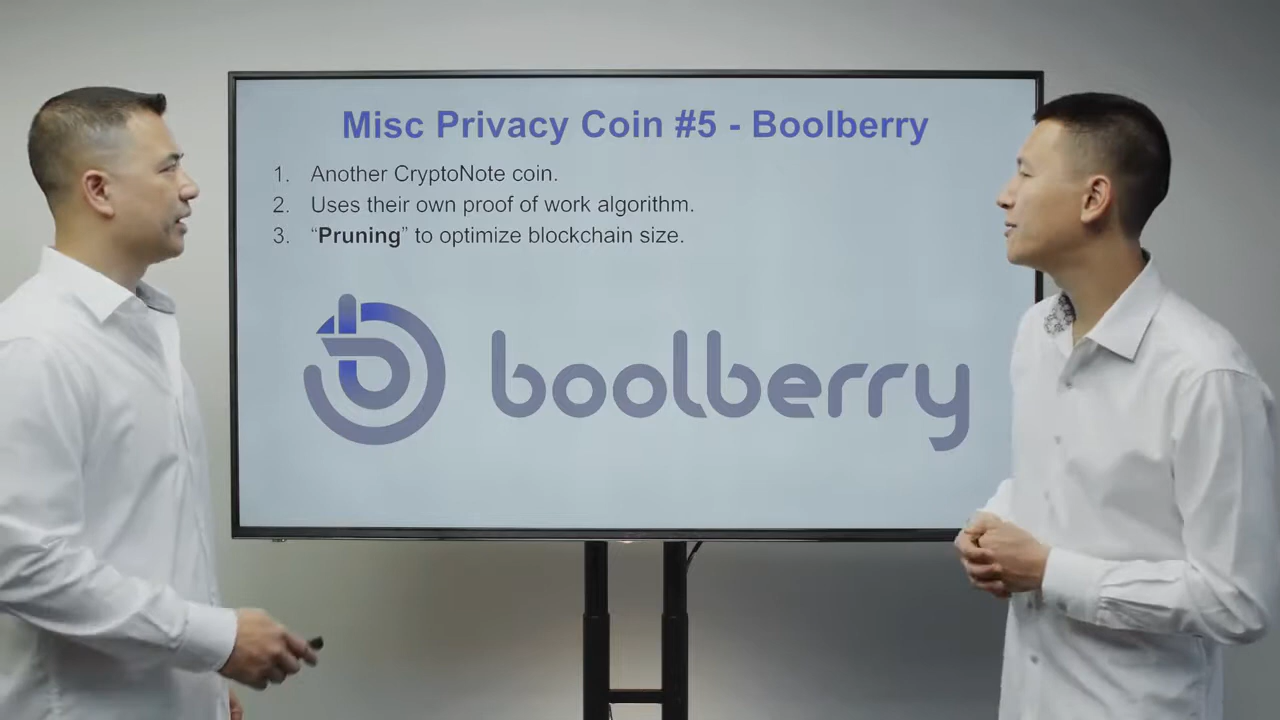 Misc Privacy Coin #5 - Boolberry
1. Another CryptoNote coin.
2. Uses their own proof of work algorithm.
3. “Pruning” to optimize blockchain size.
boolberry